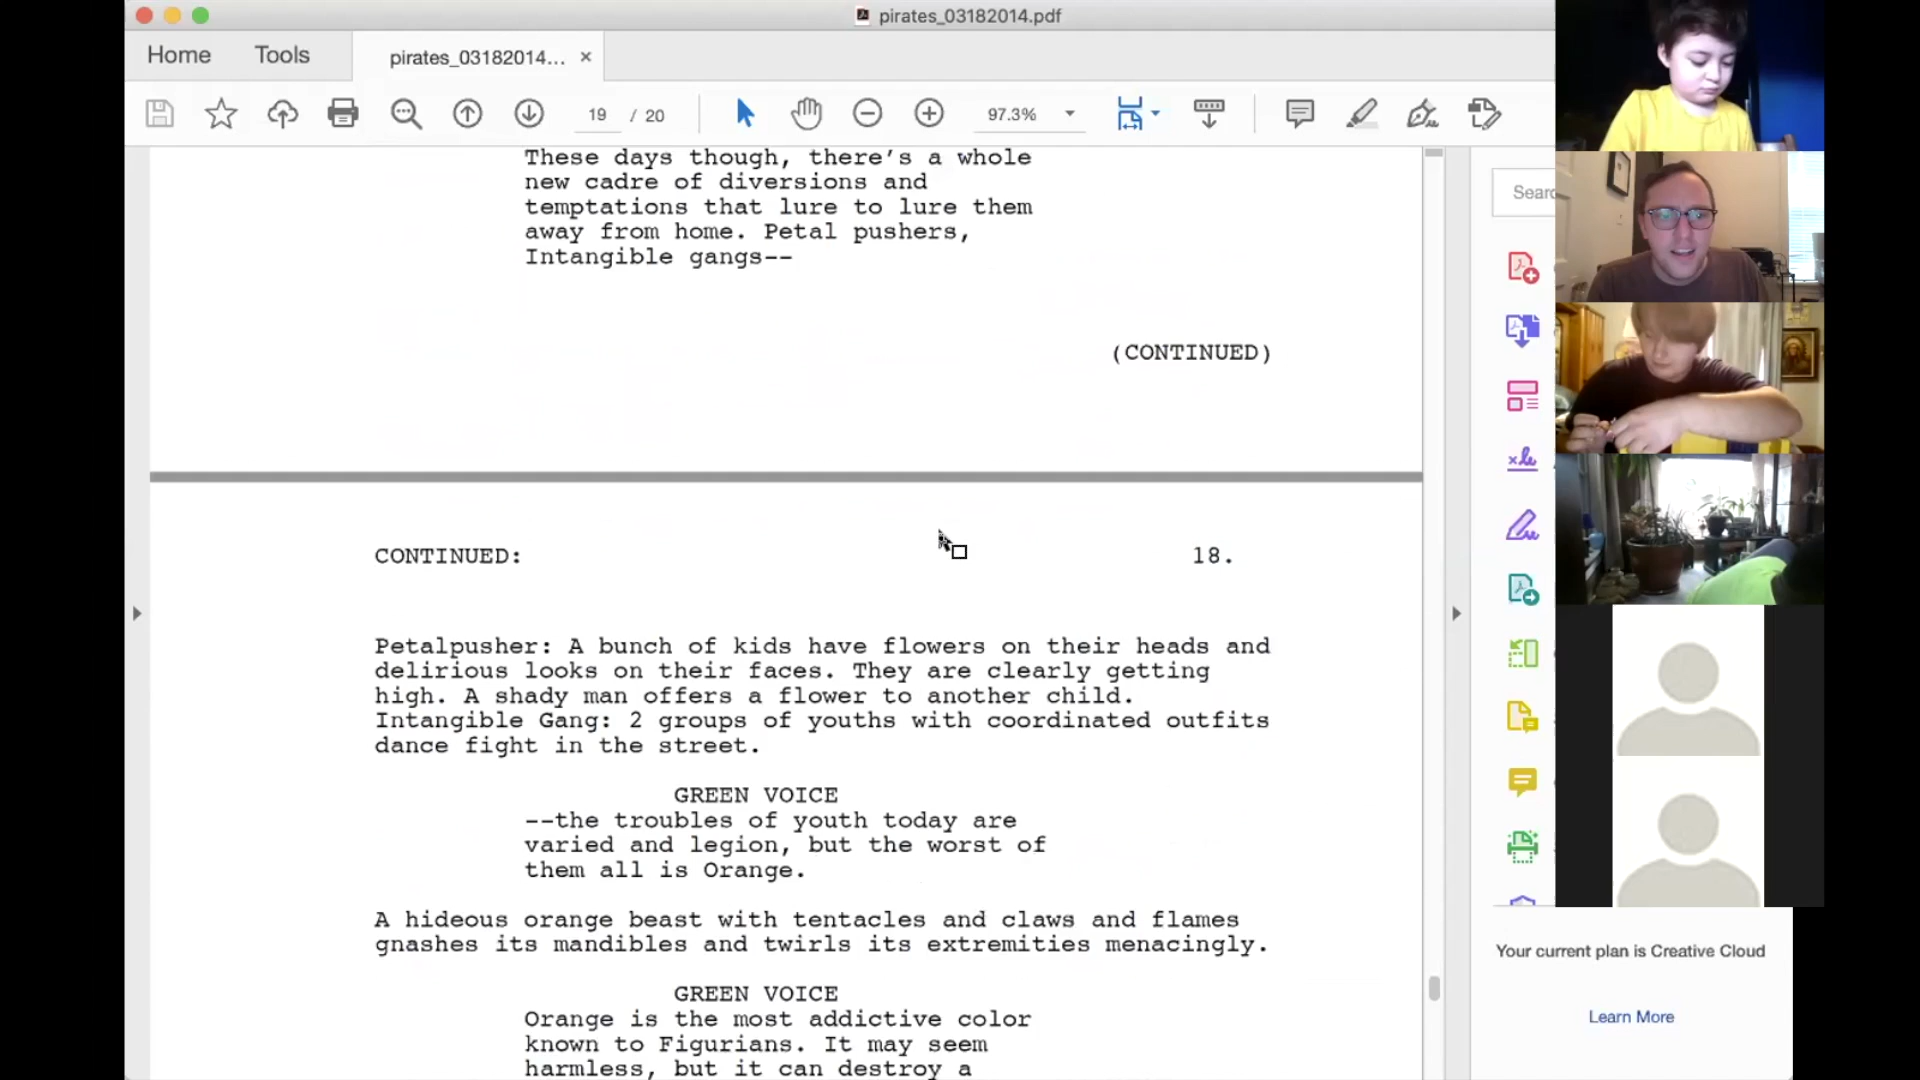 pirates_03182014.pdf
Home
Tools
pirates_03182014...
19 / 20
97.3%
These days though, there's a whole
new cadre of diversions and
temptations that lure to lure them
away from home. Petal pushers,
Intangible gangs--
(CONTINUED)
CONTINUED: 18.
Petalpusher: A bunch of kids have flowers on their heads and
delirious looks on their faces. They are clearly getting
high. A shady man offers a flower to another child.
Intangible Gang: 2 groups of youths with coordinated outfits
dance fight in the street.
GREEN VOICE
--the troubles of youth today are
varied and legion, but the worst of
them all is Orange.
A hideous orange beast with tentacles and claws and flames
gnashes its mandibles and twirls its extremities menacingly.
GREEN VOICE
Orange is the most addictive color
known to Figurians. It may seem
harmless, but it can destroy a
Searc
Your current plan is Creative Cloud
Learn More